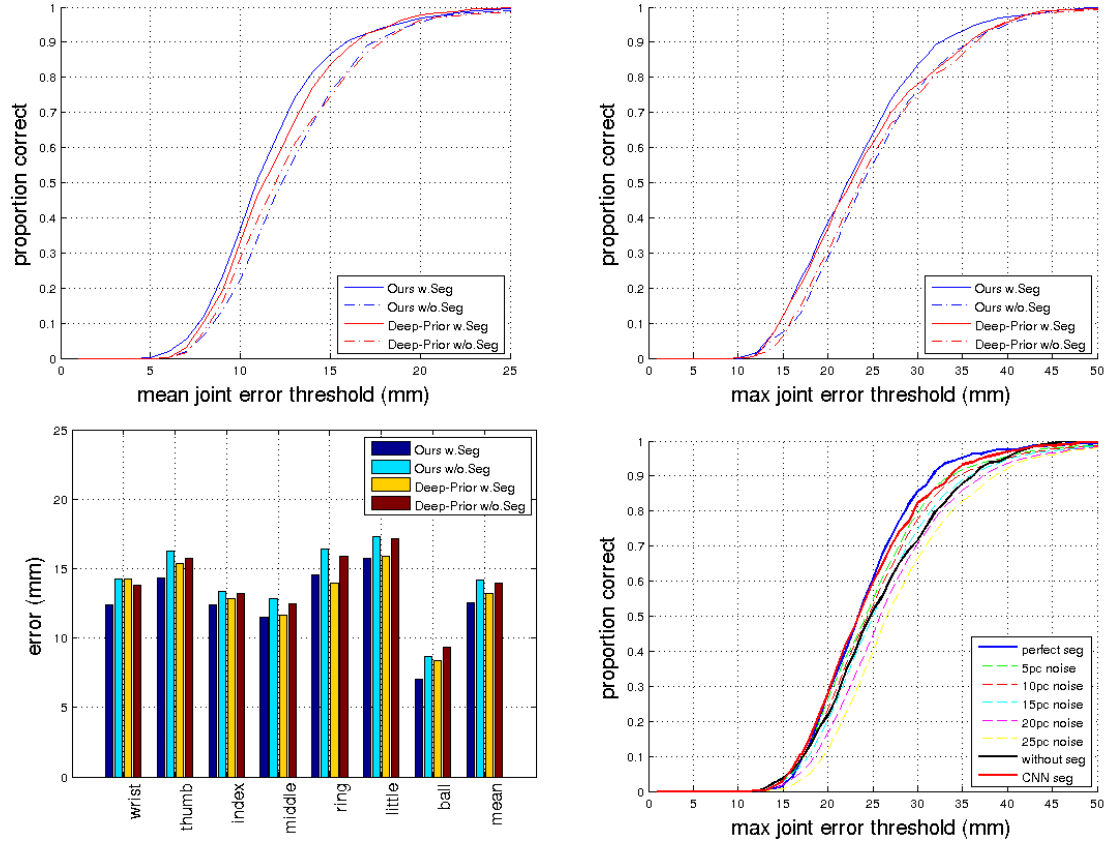 1
0.9
0.8
0.7
0.6
0.5
0.4
0.3
0.2
0.1
0
proportion correct
0 5 10 15 20 25
mean joint error threshold (mm)
Ours w.Seg
Ours w/o.Seg
Deep-Prior w.Seg
Deep-Prior w/o.Seg
1
0.9
0.8
0.7
0.6
0.5
0.4
0.3
0.2
0.1
0
proportion correct
0 5 10 15 20 25 30 35 40 45 50
max joint error threshold (mm)
Ours w.Seg
Ours w/o.Seg
Deep-Prior w.Seg
Deep-Prior w/o.Seg
25
20
15
10
5
0
error (mm)
wrist
thumb
index
middle
ring
little
ball
mean
Ours w.Seg
Ours w/o.Seg
Deep-Prior w.Seg
Deep-Prior w/o.Seg
1
0.9
0.8
0.7
0.6
0.5
0.4
0.3
0.2
0.1
0
proportion correct
0 5 10 15 20 25 30 35 40 45 50
max joint error threshold (mm)
perfect seg
5pc noise
10pc noise
15pc noise
20pc noise
25pc noise
without seg
CNN seg